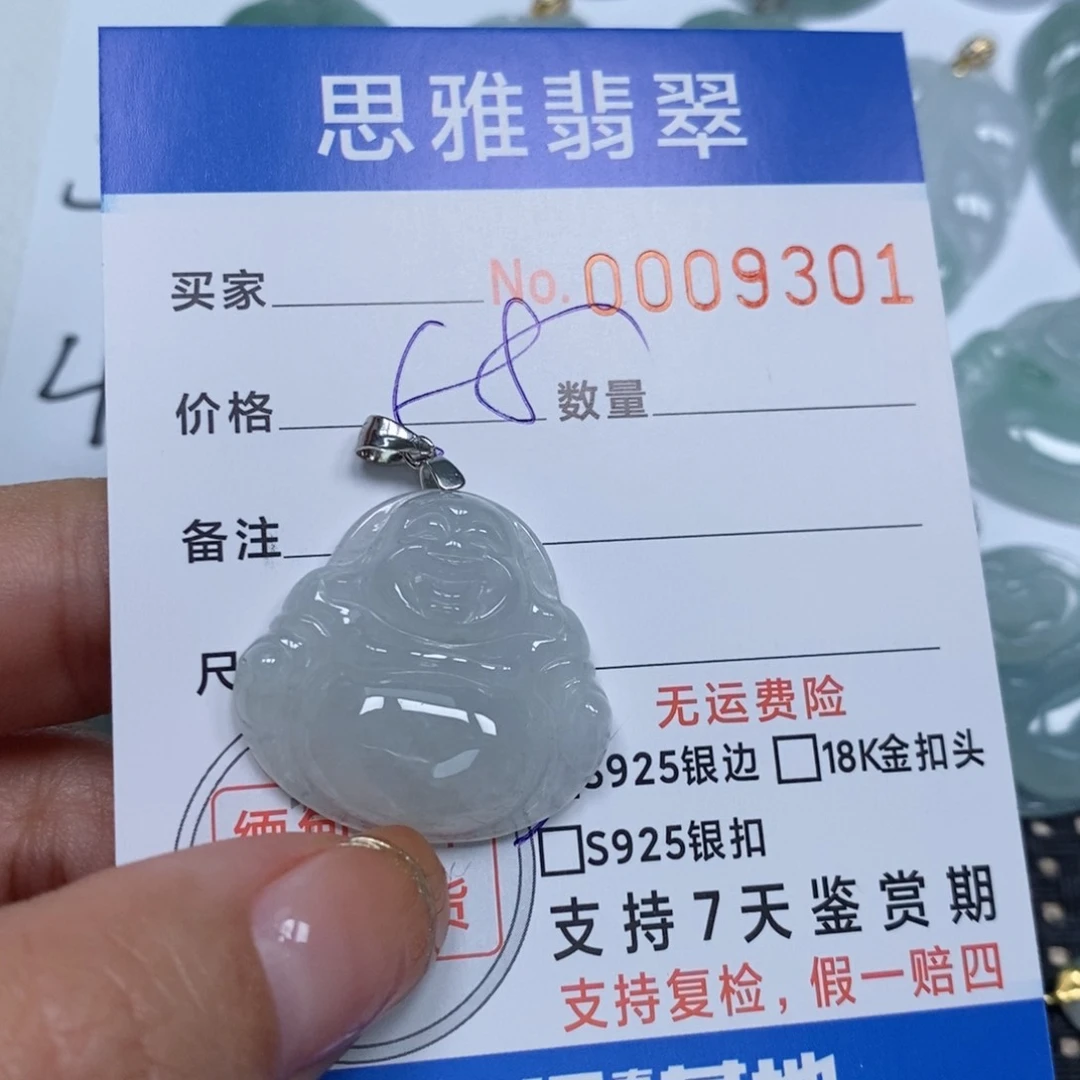 思雅翡翠
买家 No.0009301
价格 数量
备注
尺
无运费险
S925银边 18K金扣头
S925银扣
支持7天鉴赏期
支持复检，假一赔四
4